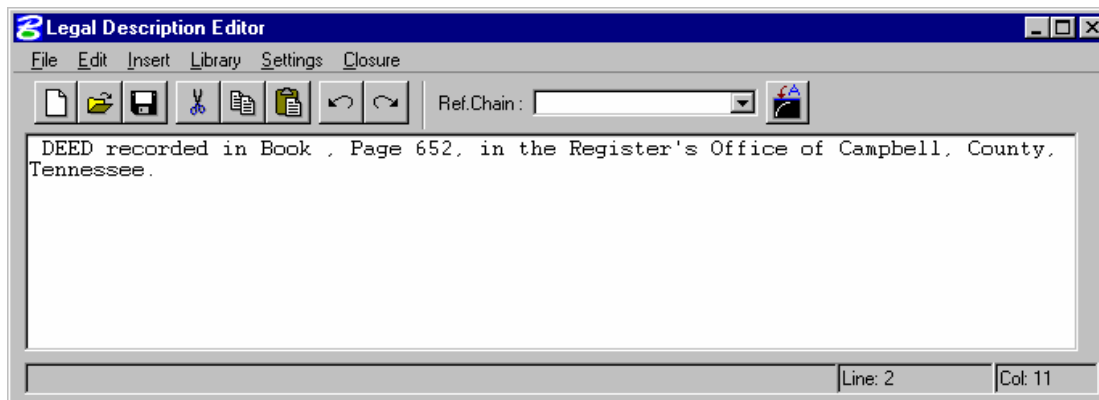 Legal Description Editor
File Edit Insert Library Settings Closure
Ref.Chain :
DEED recorded in Book , Page 652, in the Register's Office of Campbell, County,
Tennessee.
Line: 2 Col: 11